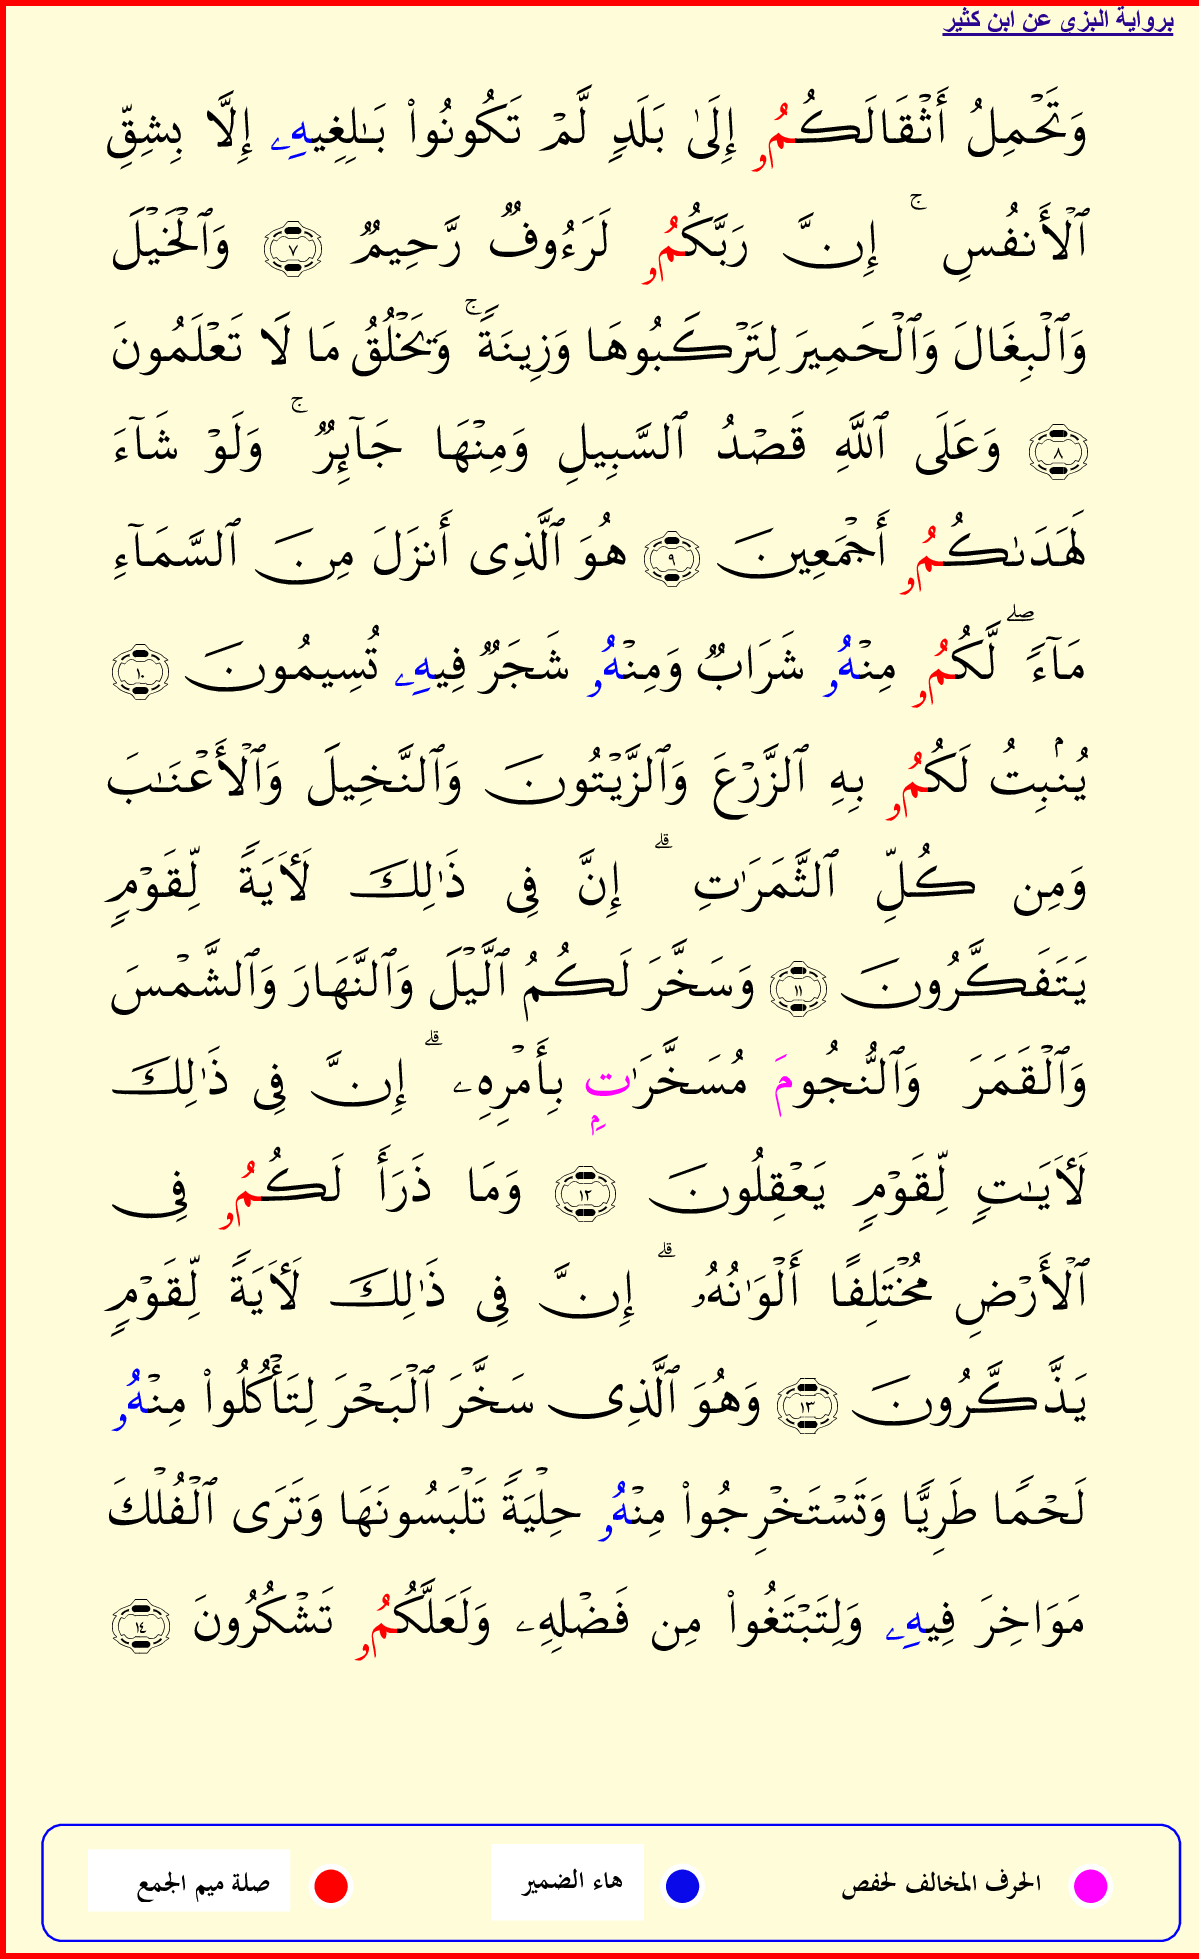 برواية البزى عن ابن كثير
وَتَحْمِلُ أَثْقَالَكُمُۥ إِلَىٰ بَلَدٍ لَّمْ تَكُونُوا۟ بَـٰلِغِيهِۦ إِلَّا بِشِقِّ
ٱلْأَنفُسِ ۚ إِنَّ رَبَّكُمُۥ لَرَءُوفٌ رَّحِيمٌ ٧ وَٱلْخَيْلَ
وَٱلْبِغَالَ وَٱلْحَمِيرَ لِتَرْكَبُوهَا وَزِينَةً ۚ وَيَخْلُقُ مَا لَا تَعْلَمُونَ
٨ وَعَلَى ٱللَّهِ قَصْدُ ٱلسَّبِيلِ وَمِنْهَا جَآئِرٌ ۚ وَلَوْ شَآءَ
لَهَدَىٰكُمُۥ أَجْمَعِينَ ٩ هُوَ ٱلَّذِى أَنزَلَ مِنَ ٱلسَّمَآءِ
مَآءً ۖ لَّكُمُۥ مِنْهُۥ شَرَابٌ وَمِنْهُۥ شَجَرٌ فِيهِۦ تُسِيمُونَ ١٠
يُنۢبِتُ لَكُمُۥ بِهِ ٱلزَّرْعَ وَٱلزَّيْتُونَ وَٱلنَّخِيلَ وَٱلْأَعْنَـٰبَ
وَمِن كُلِّ ٱلثَّمَرَٰتِ ۗ إِنَّ فِى ذَٰلِكَ لَـَٔايَةً لِّقَوْمٍ
يَتَفَكَّرُونَ ١١ وَسَخَّرَ لَكُمُ ٱلَّيْلَ وَٱلنَّهَارَ وَٱلشَّمْسَ
وَٱلْقَمَرَ وَٱلنُّجُومَ مُسَخَّرَٰتٍۭ بِأَمْرِهِۦ ۗ إِنَّ فِى ذَٰلِكَ
لَـَٔايَـٰتٍ لِّقَوْمٍ يَعْقِلُونَ ١٢ وَمَا ذَرَأَ لَكُمُۥ فِى
ٱلْأَرْضِ مُخْتَلِفًا أَلْوَٰنُهُۥ ۗ إِنَّ فِى ذَٰلِكَ لَـَٔايَةً لِّقَوْمٍ
يَذَّكَّرُونَ ١٣ وَهُوَ ٱلَّذِى سَخَّرَ ٱلْبَحْرَ لِتَأْكُلُوا۟ مِنْهُۥ
لَحْمًا طَرِيًّا وَتَسْتَخْرِجُوا۟ مِنْهُۥ حِلْيَةً تَلْبَسُونَهَا وَتَرَى ٱلْفُلْكَ
مَوَاخِرَ فِيهِۦ وَلِتَبْتَغُوا۟ مِن فَضْلِهِۦ وَلَعَلَّكُمُۥ تَشْكُرُونَ ١٤
الحرف المخالف لحفص هاء الضمير صلة ميم الجمع